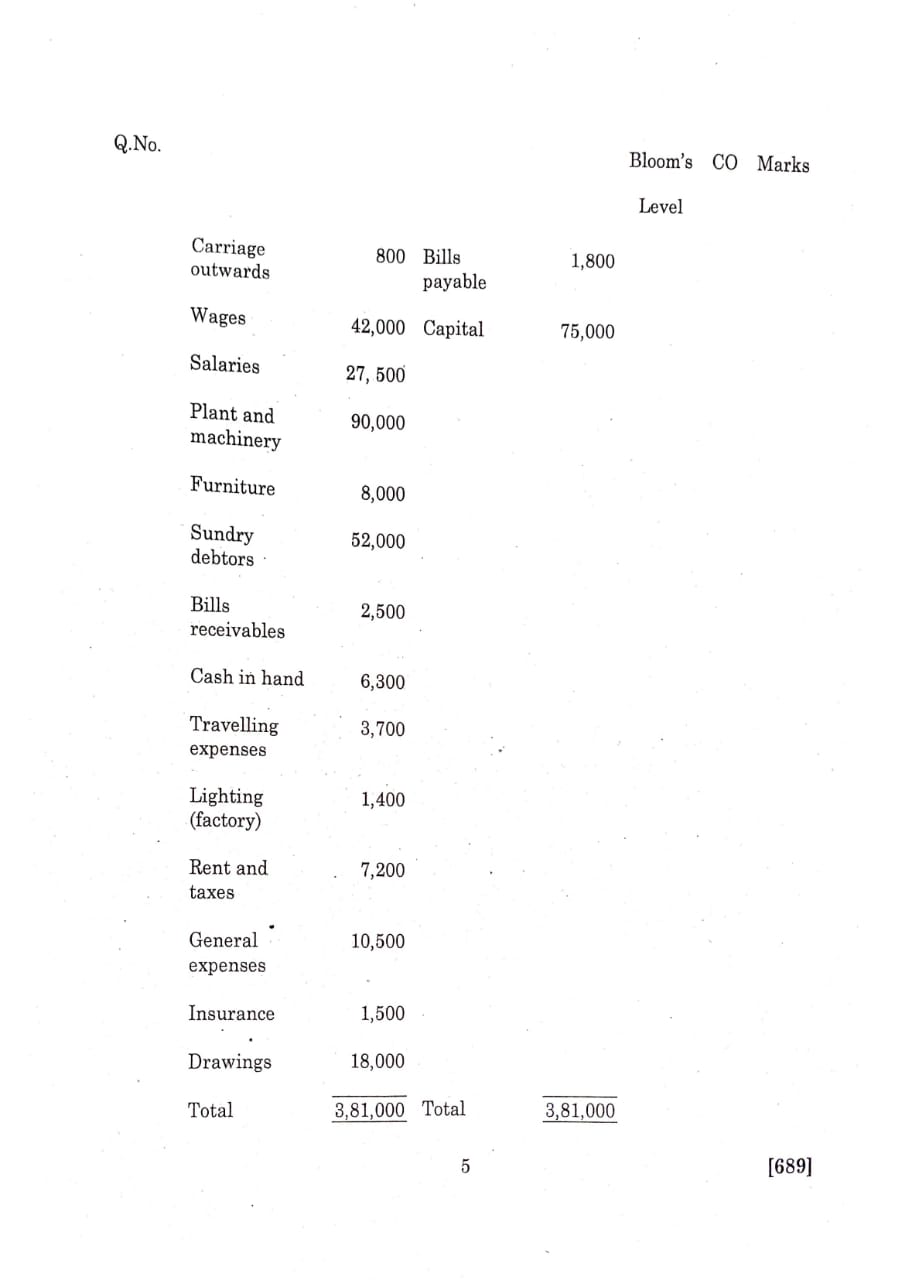 Q.No.
Bloom's CO Marks
Level
Carriage 800 Bills 1,800
outwards payable
Wages 42,000 Capital 75,000
Salaries 27, 500
Plant and 90,000
machinery
Furniture 8,000
Sundry 52,000
debtors
Bills 2,500
receivables
Cash in hand 6,300
Travelling 3,700
expenses
Lighting 1,400
(factory)
Rent and 7,200
taxes
General 10,500
expenses
Insurance 1,500
Drawings 18,000
Total 3,81,000 Total 3,81,000
5 [689]